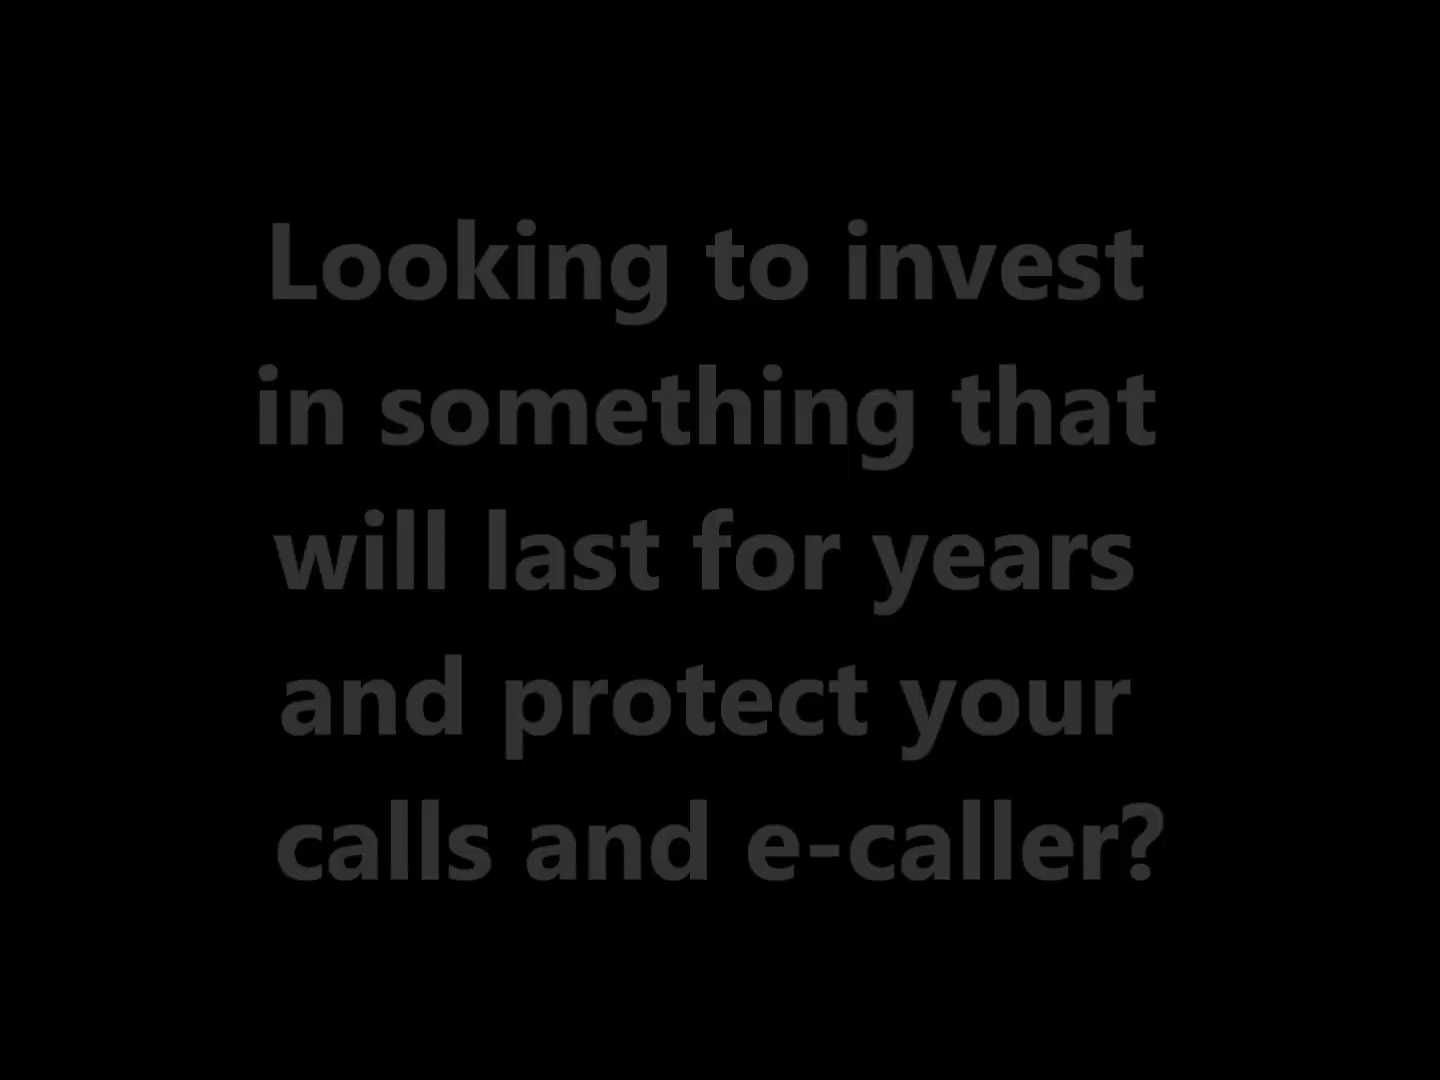 Looking to invest
in something that
will last for years
and protect your
calls and e-caller?